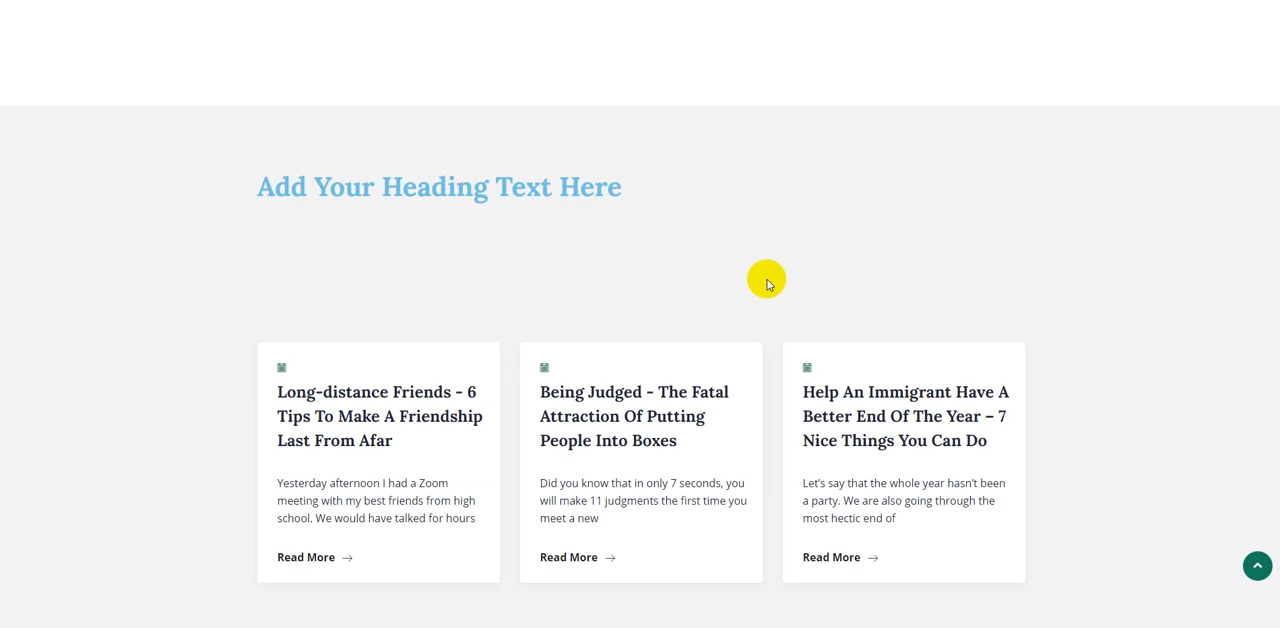 Add Your Heading Text Here
Long-distance Friends - 6
Tips To Make A Friendship
Last From Afar
Yesterday afternoon I had a Zoom
meeting with my best friends from high
school. We would have talked for hours
Read More
Being Judged - The Fatal
Attraction Of Putting
People Into Boxes
Did you know that in only 7 seconds, you
will make 11 judgments the first time you
meet a new
Read More
Help An Immigrant Have A
Better End Of The Year – 7
Nice Things You Can Do
Let’s say that the whole year hasn’t been
a party. We are also going through the
most hectic end of
Read More